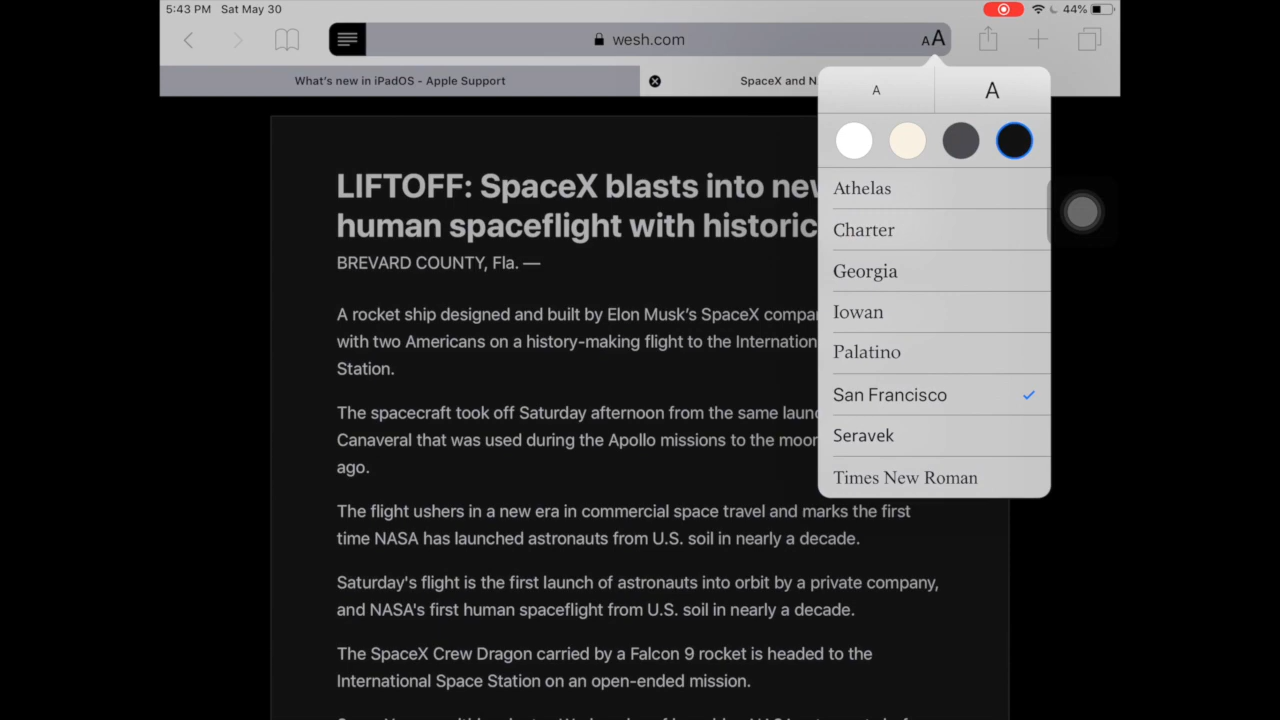 5:43 PM Sat May 30
44%
wesh.com
AA
What's new in iPadOS - Apple Support
SpaceX and N
A
A
LIFTOFF: SpaceX blasts into new
human spaceflight with historic
BREVARD COUNTY, Fla. —
A rocket ship designed and built by Elon Musk's SpaceX compa
with two Americans on a history-making flight to the Internation
Station.
The spacecraft took off Saturday afternoon from the same laun
Canaveral that was used during the Apollo missions to the moon
ago.
The flight ushers in a new era in commercial space travel and marks the first
time NASA has launched astronauts from U.S. soil in nearly a decade.
Saturday's flight is the first launch of astronauts into orbit by a private company,
and NASA's first human spaceflight from U.S. soil in nearly a decade.
The SpaceX Crew Dragon carried by a Falcon 9 rocket is headed to the
International Space Station on an open-ended mission.
Athelas
Charter
Georgia
Iowan
Palatino
San Francisco
Seravek
Times New Roman